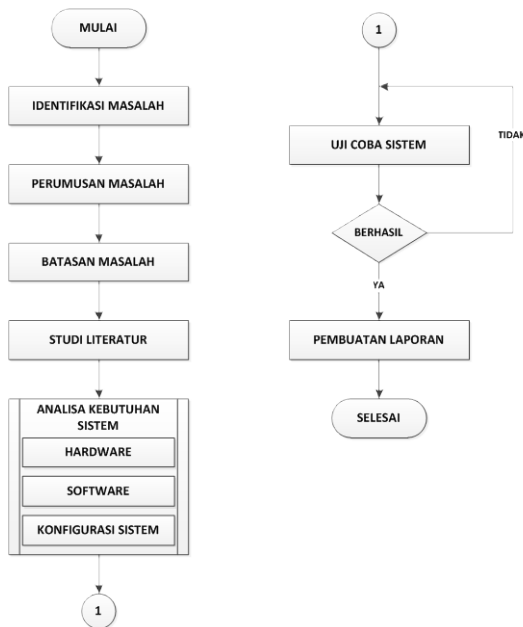 MULAI
IDENTIFIKASI MASALAH
PERUMUSAN MASALAH
BATASAN MASALAH
STUDI LITERATUR
ANALISA KEBUTUHAN
SISTEM
HARDWARE
SOFTWARE
KONFIGURASI SISTEM
1
1
UJI COBA SISTEM
TIDAK
BERHASIL
YA
PEMBUATAN LAPORAN
SELESAI